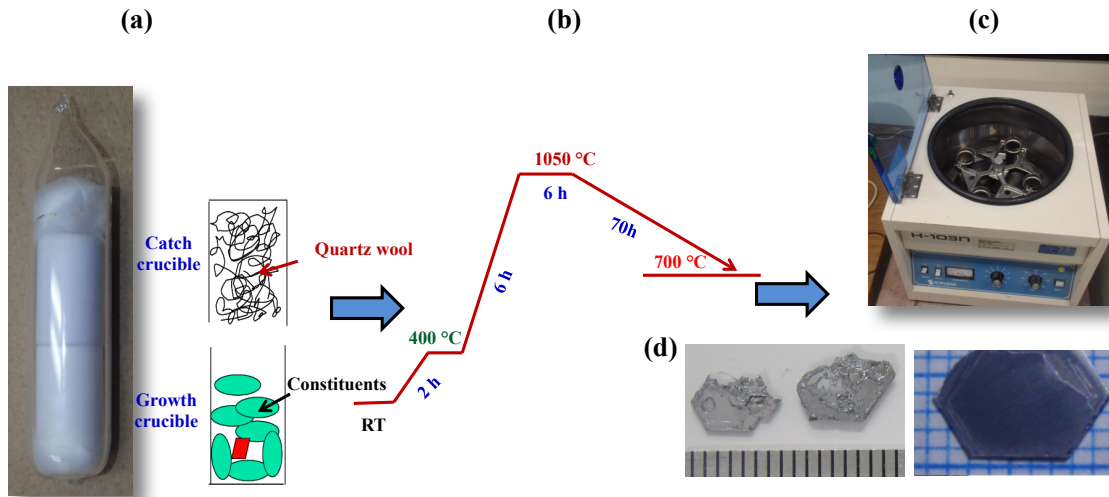 (a)
(b)
(c)
Catch
crucible
Quartz wool
Growth
crucible
Constituents
RT
2 h
400 °C
6 h
1050 °C
6 h
70h
700 °C
H-103N
(d)